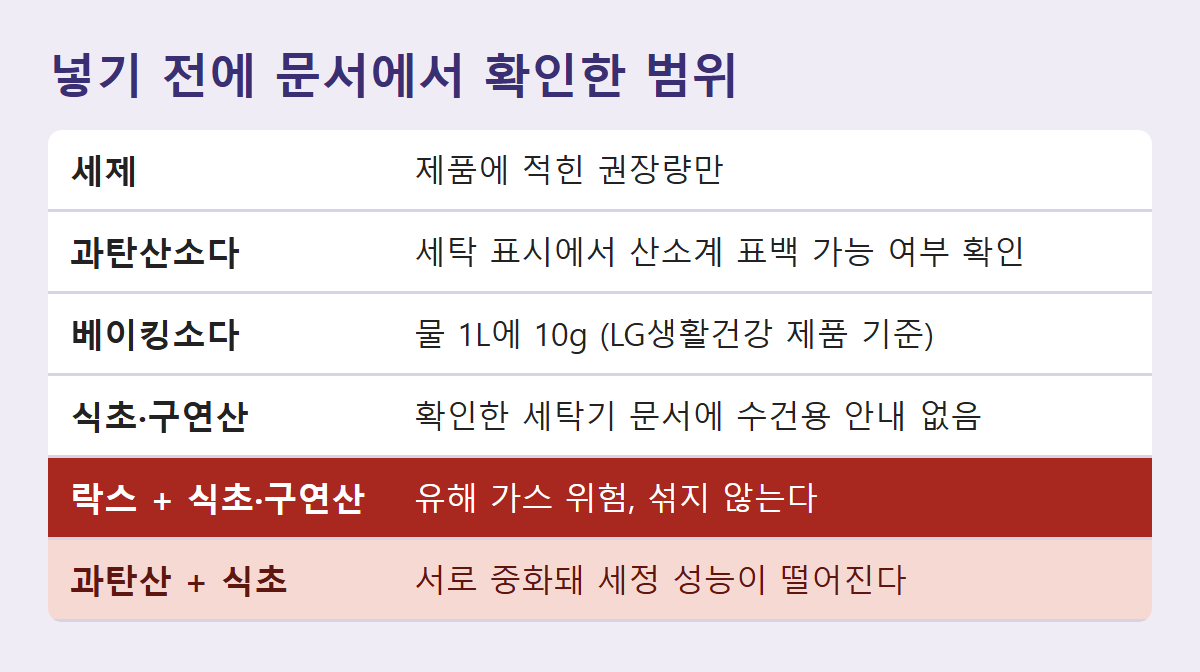 넣기 전에 문서에서 확인한 범위
세제 제품에 적힌 권장량만
과탄산소다 세탁 표시에서 산소계 표백 가능 여부 확인
베이킹소다 물 1L에 10g (LG생활건강 제품 기준)
식초·구연산 확인한 세탁기 문서에 수건용 안내 없음
락스 + 식초·구연산 유해 가스 위험, 섞지 않는다
과탄산 + 식초 서로 중화돼 세정 성능이 떨어진다